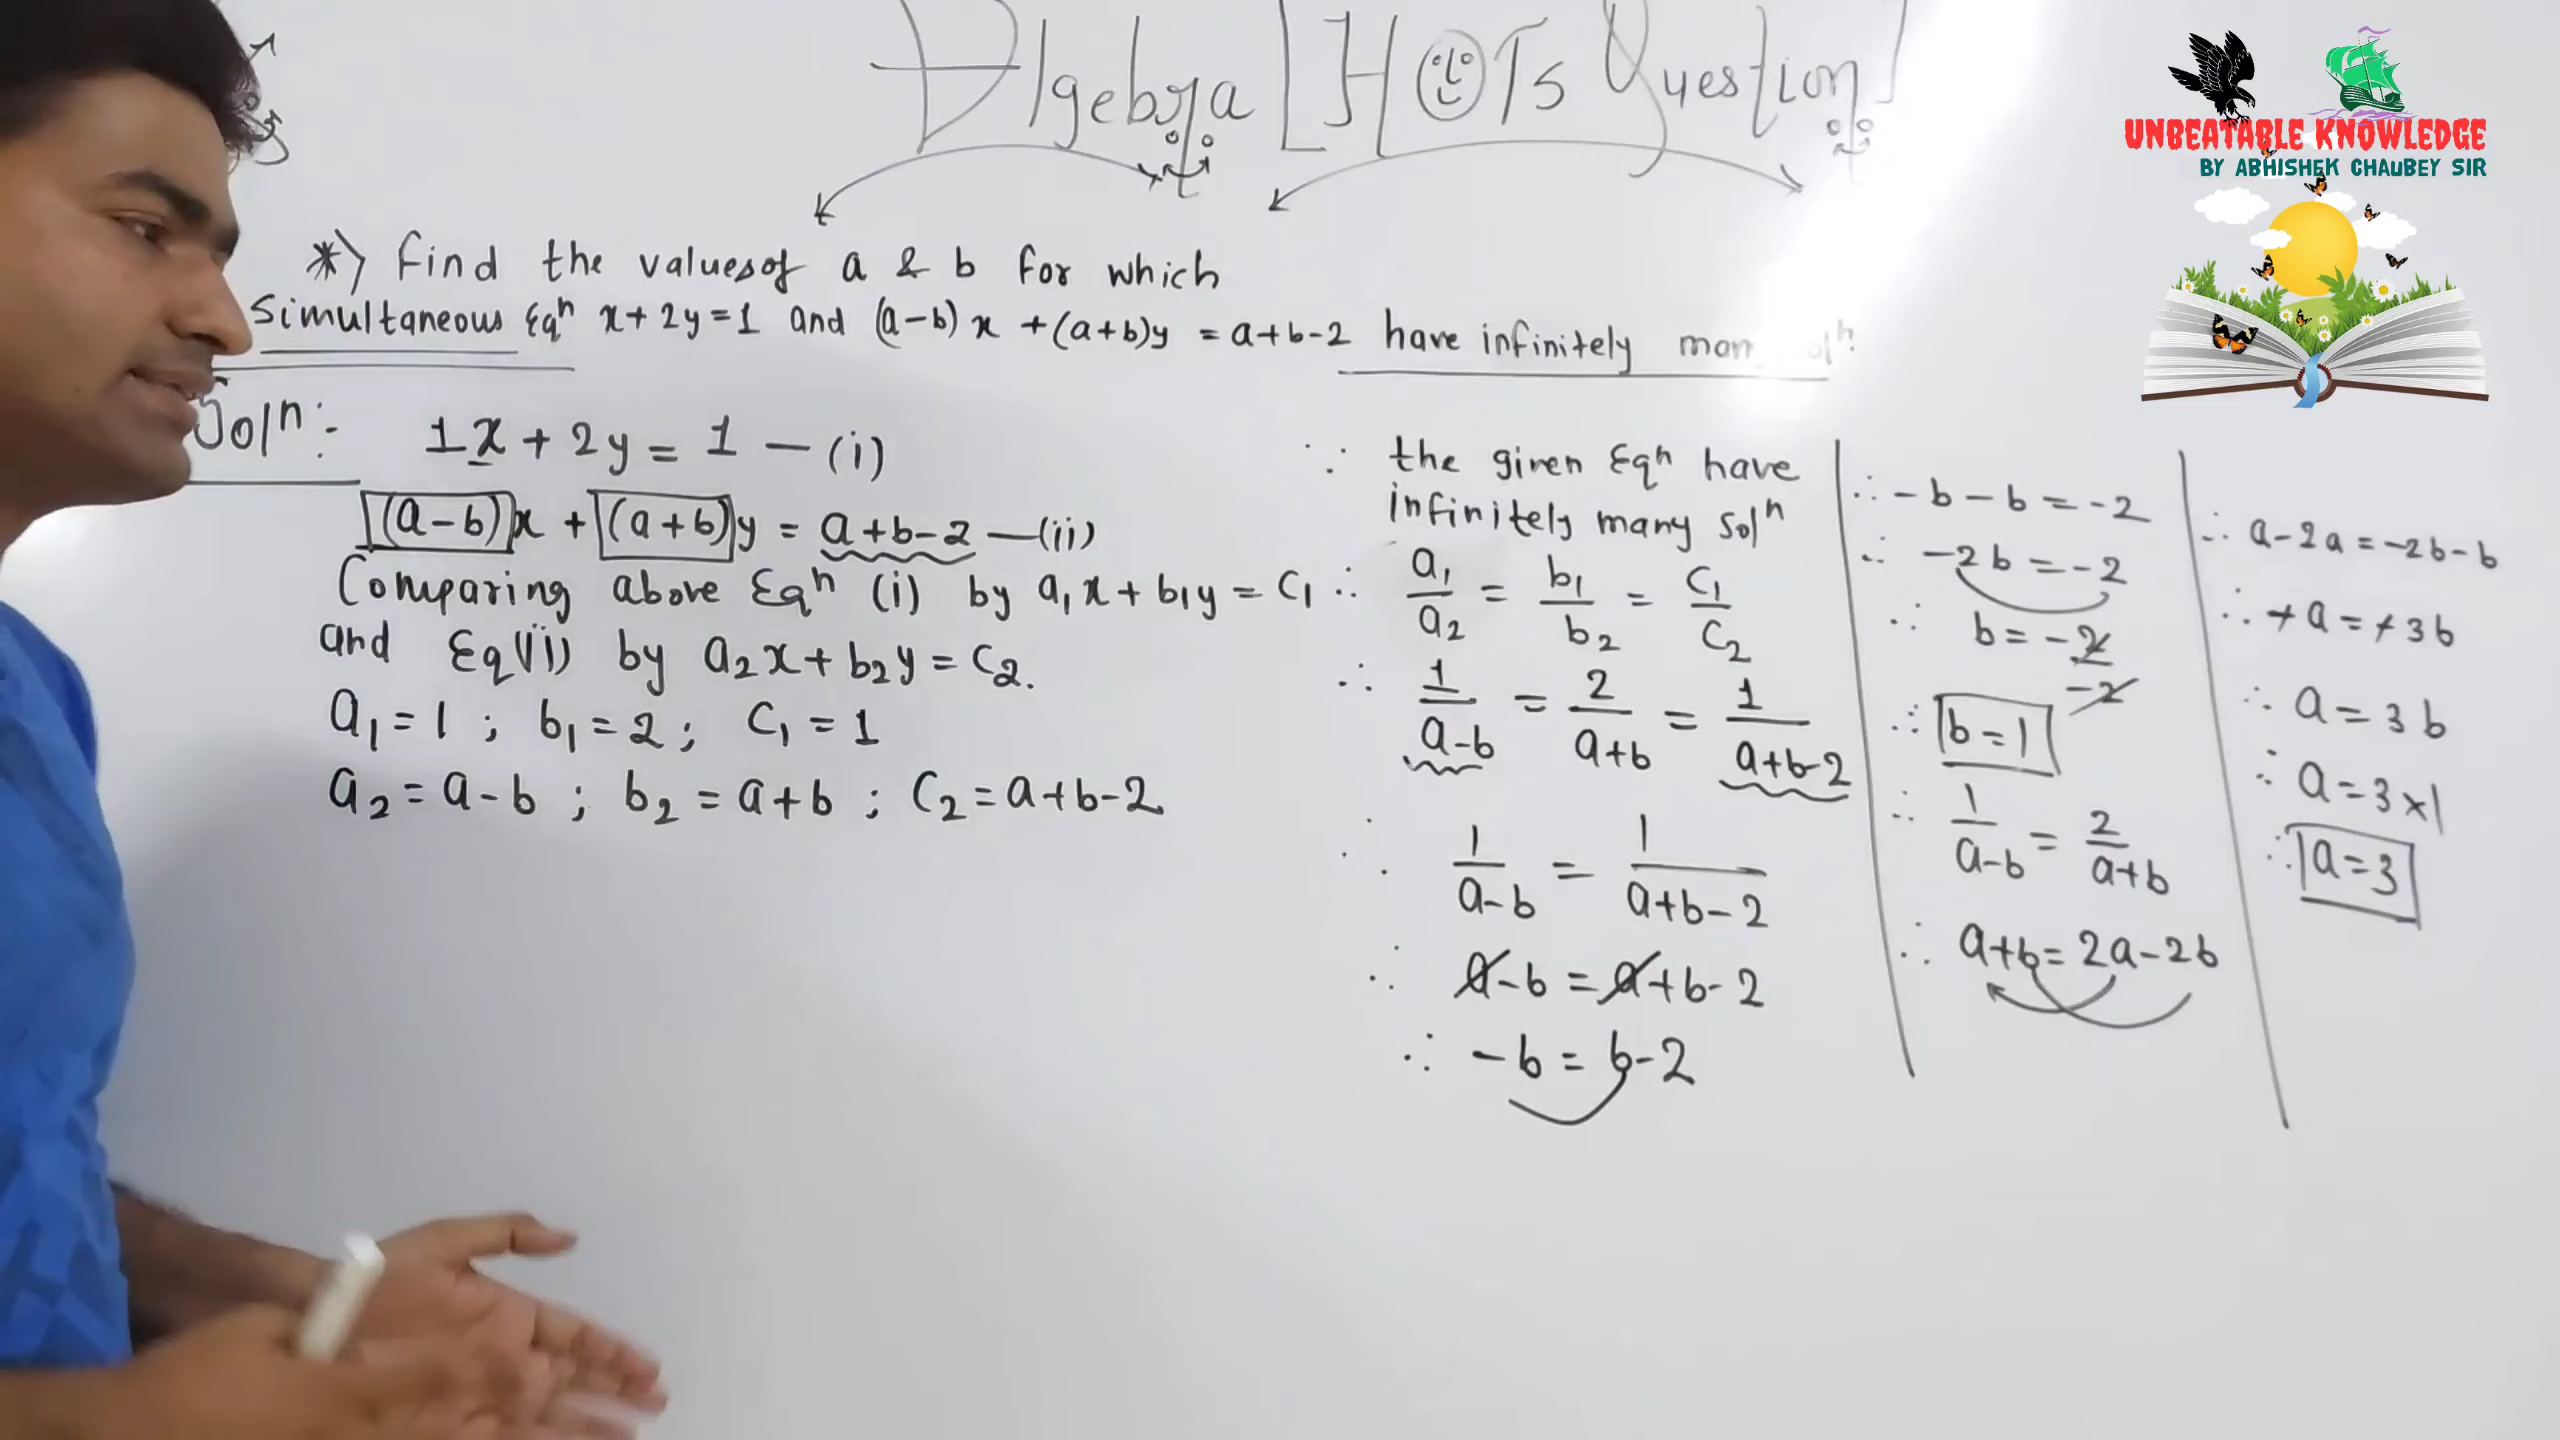 Algebra [HOTs Question]
UNBEATABLE KNOWLEDGE
BY ABHISHEK CHAUBEY SIR
*) Find the values of a & b for which
simultaneous Eqⁿ x+2y=1 and (a-b)x+(a+b)y = a+b-2 have infinitely many solⁿ.
Solⁿ:-
1x + 2y = 1 — (i)
(a-b)x + (a+b)y = a+b-2 — (ii)
Comparing above Eqⁿ (i) by a₁x + b₁y = c₁
and Eq(ii) by a₂x + b₂y = c₂.
a₁ = 1 ; b₁ = 2 ; c₁ = 1
a₂ = a-b ; b₂ = a+b ; c₂ = a+b-2
∵ the given Eqⁿ have
infinitely many solⁿ
∴ a₁/a₂ = b₁/b₂ = c₁/c₂
∴ 1/a-b = 2/a+b = 1/a+b-2
∴ 1/a-b = 1/a+b-2
∴ a-b = a+b-2
∴ -b = b-2
∴ -b-b = -2
∴ -2b = -2
∴ b = -2/-2
∴ b=1
∴ 1/a-b = 2/a+b
∴ a+b = 2a-2b
∴ a-2a = -2b-b
∴ -a = -3b
∴ a = 3b
∴ a = 3×1
∴ a=3